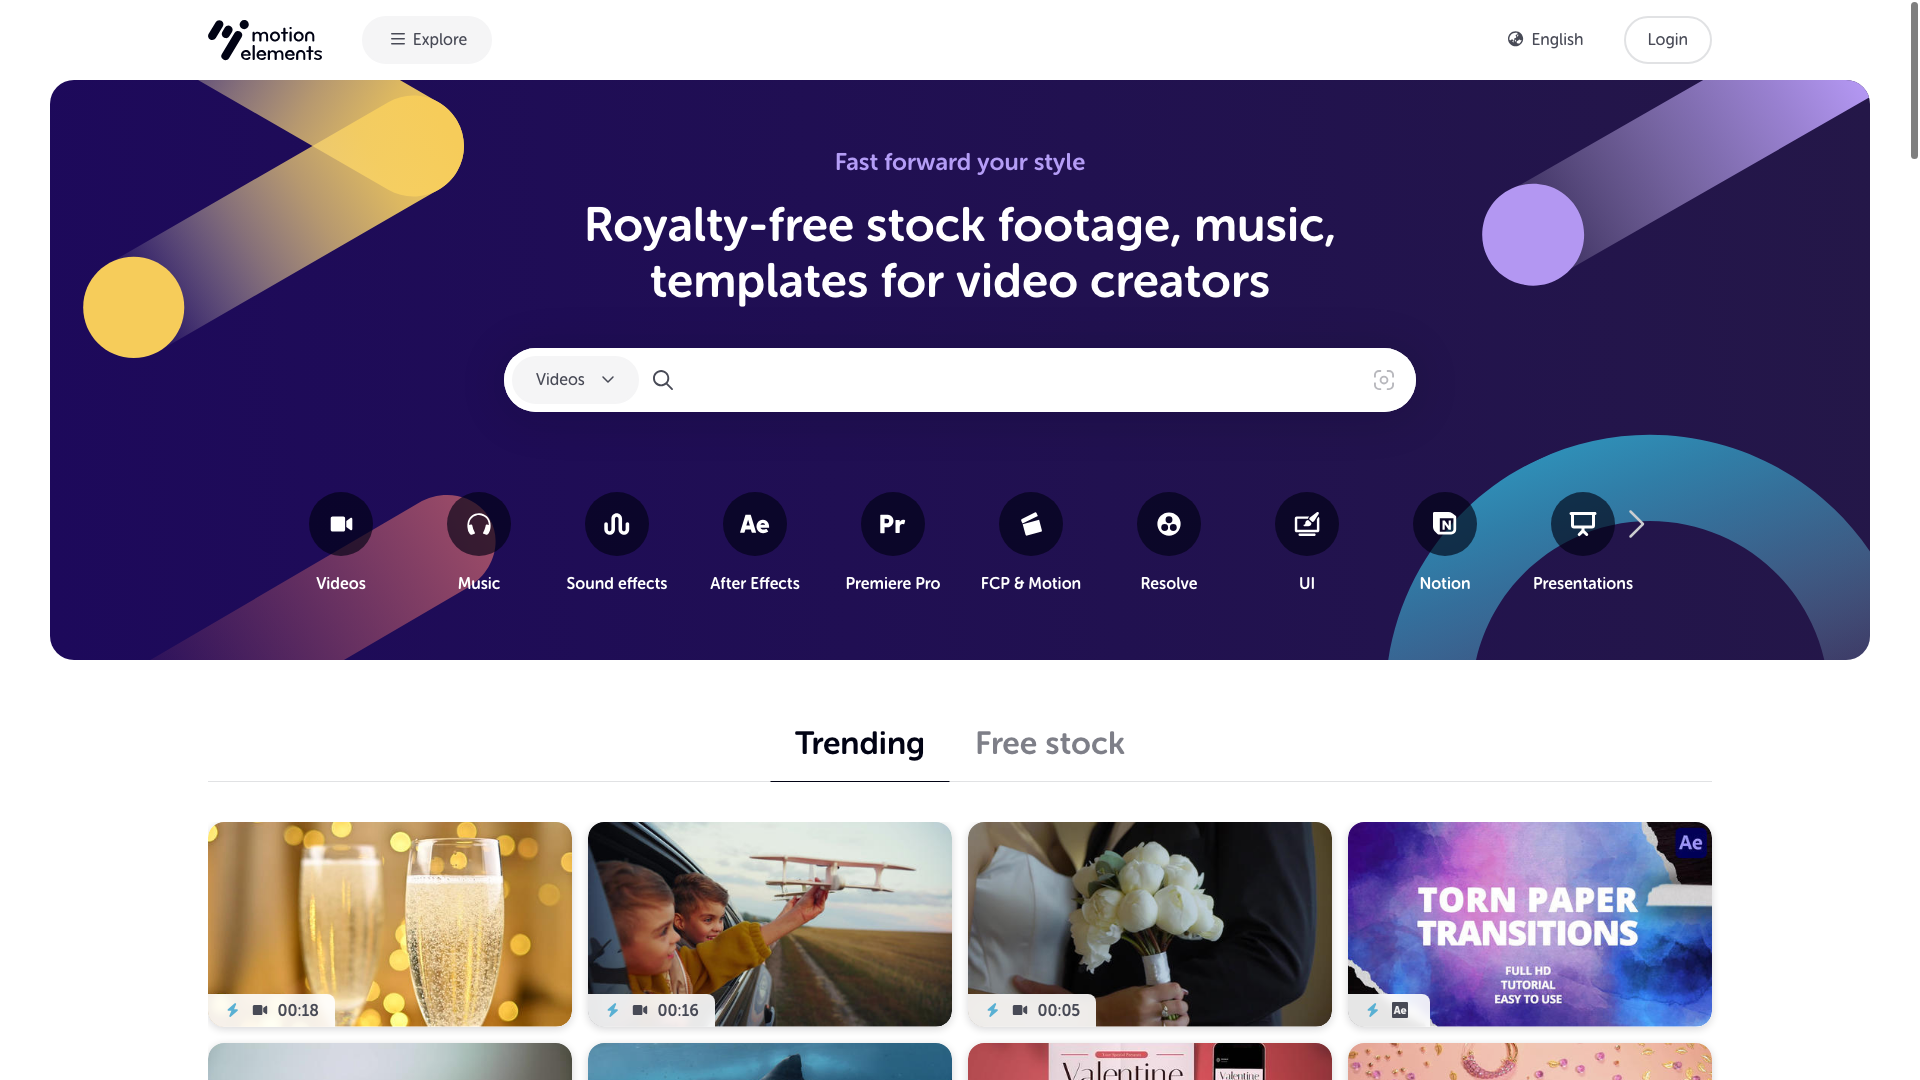 motion
elements
Explore
English
Login
Fast forward your style
Royalty-free stock footage, music,
templates for video creators
Videos
Videos
Music
Sound effects
After Effects
Premiere Pro
FCP & Motion
Resolve
UI
Notion
Presentations
Ae
Pr
N
Trending
Free stock
00:18
00:16
00:05
Ae
TORN PAPER
TRANSITIONS
FULL HD
TUTORIAL
EASY TO USE
Ae
Valentine
Valentine